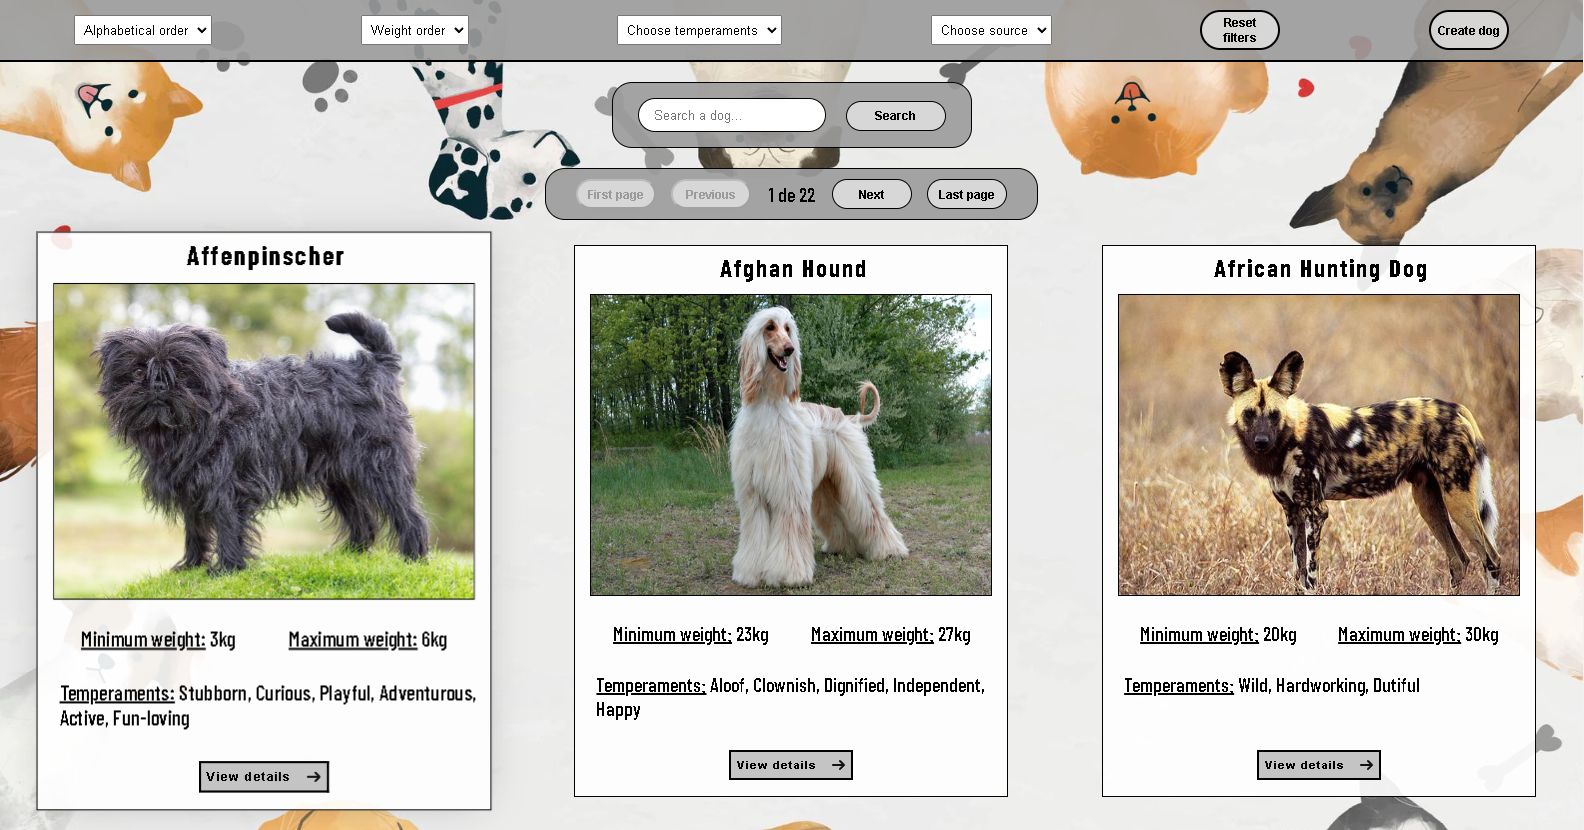 Alphabetical order Weight order Choose temperaments Choose source Reset filters Create dog
Search a dog... Search
First page Previous 1 de 22 Next Last page
Affenpinscher
Minimum weight: 3kg Maximum weight: 6kg
Temperaments: Stubborn, Curious, Playful, Adventurous,
Active, Fun-loving
View details →
Afghan Hound
Minimum weight: 23kg Maximum weight: 27kg
Temperaments: Aloof, Clownish, Dignified, Independent,
Happy
View details →
African Hunting Dog
Minimum weight: 20kg Maximum weight: 30kg
Temperaments: Wild, Hardworking, Dutiful
View details →